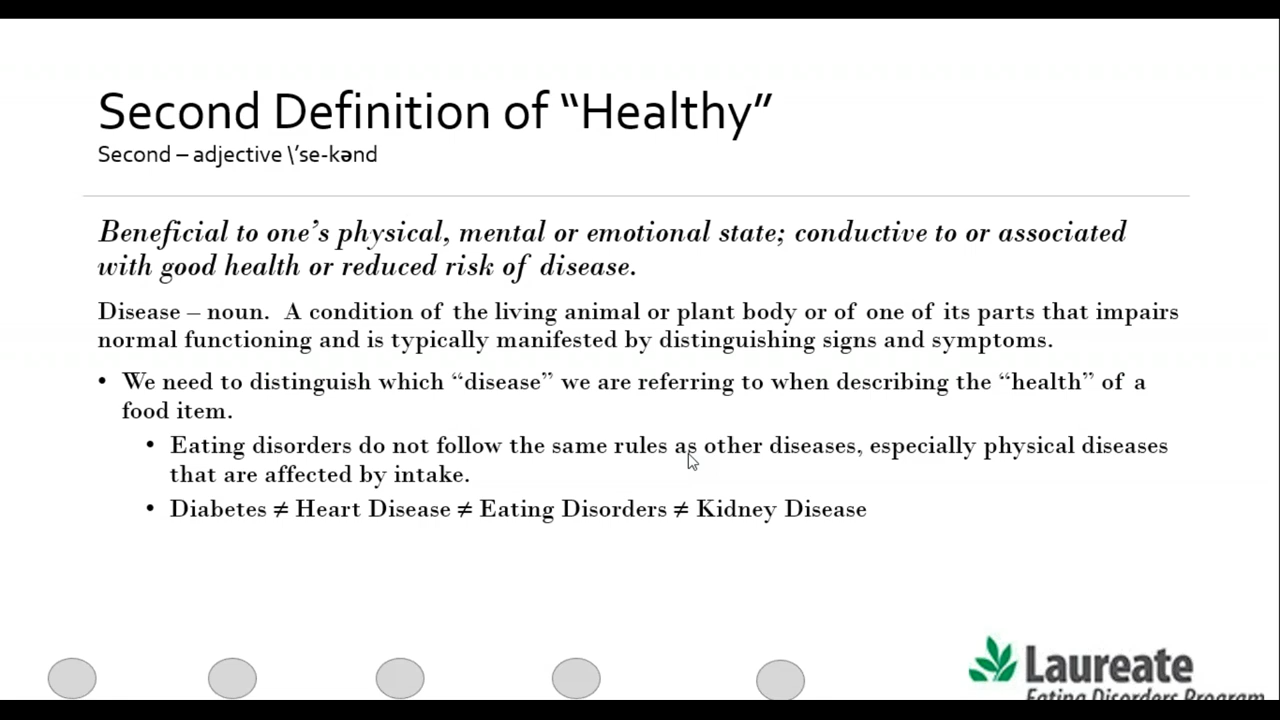 Second Definition of “Healthy”
Second – adjective \ˈse-kənd
Beneficial to one’s physical, mental or emotional state; conductive to or associated
with good health or reduced risk of disease.
Disease – noun.  A condition of the living animal or plant body or of one of its parts that impairs
normal functioning and is typically manifested by distinguishing signs and symptoms.
• We need to distinguish which “disease” we are referring to when describing the “health” of a
food item.
• Eating disorders do not follow the same rules as other diseases, especially physical diseases
that are affected by intake.
• Diabetes ≠ Heart Disease ≠ Eating Disorders ≠ Kidney Disease
Laureate
Eating Disorders Program